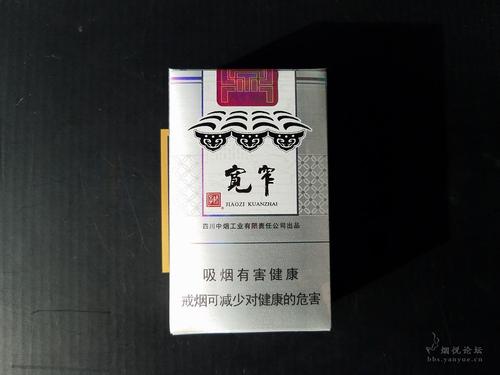 宽窄
JIAOZI KUANZHAI
四川中烟工业有限责任公司出品
吸烟有害健康
戒烟可减少对健康的危害
烟悦论坛
bbs.yanyue.cn